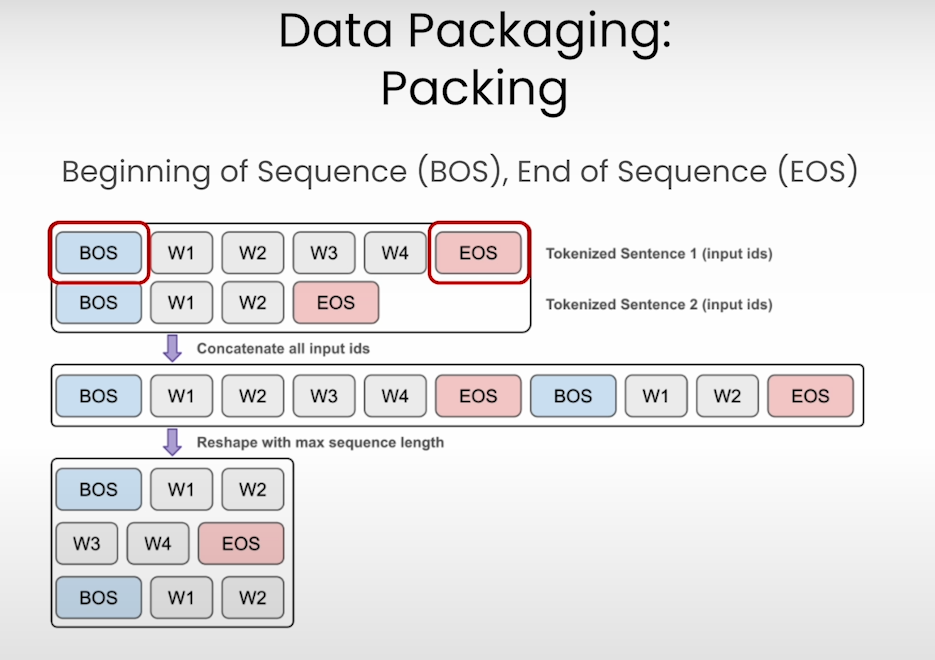 Data Packaging:
Packing
Beginning of Sequence (BOS), End of Sequence (EOS)
BOS W1 W2 W3 W4 EOS Tokenized Sentence 1 (input ids)
BOS W1 W2 EOS Tokenized Sentence 2 (input ids)
Concatenate all input ids
BOS W1 W2 W3 W4 EOS BOS W1 W2 EOS
Reshape with max sequence length
BOS W1 W2
W3 W4 EOS
BOS W1 W2